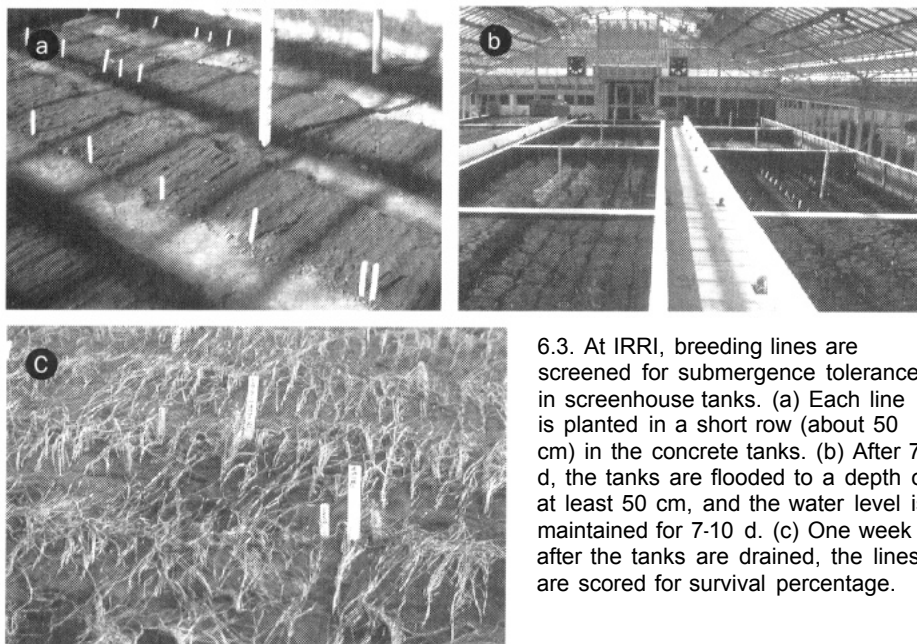 a
b
C
6.3. At IRRI, breeding lines are
screened for submergence tolerance
in screenhouse tanks. (a) Each line
is planted in a short row (about 50
cm) in the concrete tanks. (b) After 7
d, the tanks are flooded to a depth
at least 50 cm, and the water level
maintained for 7-10 d. (c) One week
after the tanks are drained, the lines
are scored for survival percentage.